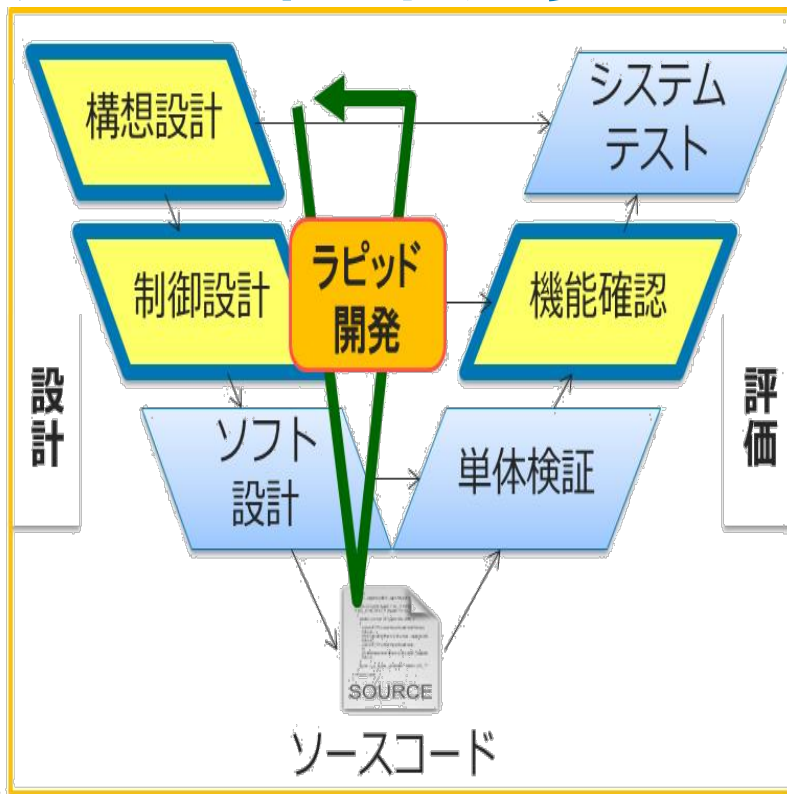 構想設計
システム
テスト
制御設計
ラピッド
開発
機能確認
設
計
ソフト
設計
単体検証
評
価
SOURCE
ソースコード